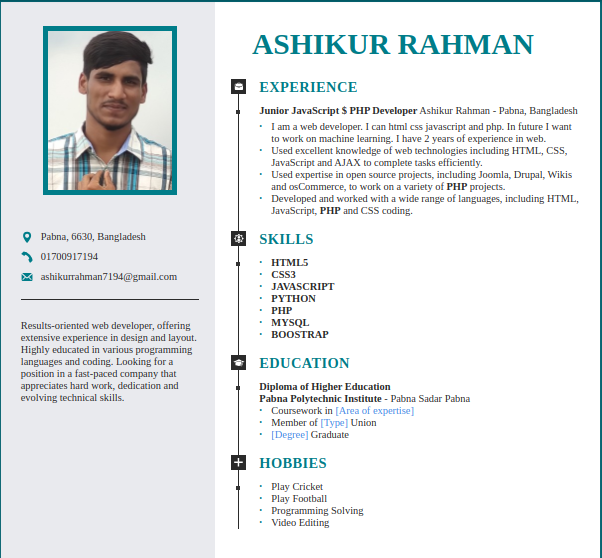 ASHIKUR RAHMAN
Pabna, 6630, Bangladesh
01700917194
ashikurrahman7194@gmail.com
Results-oriented web developer, offering
extensive experience in design and layout.
Highly educated in various programming
languages and coding. Looking for a
position in a fast-paced company that
appreciates hard work, dedication and
evolving technical skills.
EXPERIENCE
Junior JavaScript $ PHP Developer Ashikur Rahman - Pabna, Bangladesh
· I am a web developer. I can html css javascript and php. In future I want
to work on machine learning. I have 2 years of experience in web.
· Used excellent knowledge of web technologies including HTML, CSS,
JavaScript and AJAX to complete tasks efficiently.
· Used expertise in open source projects, including Joomla, Drupal, Wikis
and osCommerce, to work on a variety of PHP projects.
· Developed and worked with a wide range of languages, including HTML,
JavaScript, PHP and CSS coding.
SKILLS
· HTML5
· CSS3
· JAVASCRIPT
· PYTHON
· PHP
· MYSQL
· BOOSTRAP
EDUCATION
Diploma of Higher Education
Pabna Polytechnic Institute - Pabna Sadar Pabna
· Coursework in [Area of expertise]
· Member of [Type] Union
· [Degree] Graduate
HOBBIES
· Play Cricket
· Play Football
· Programming Solving
· Video Editing